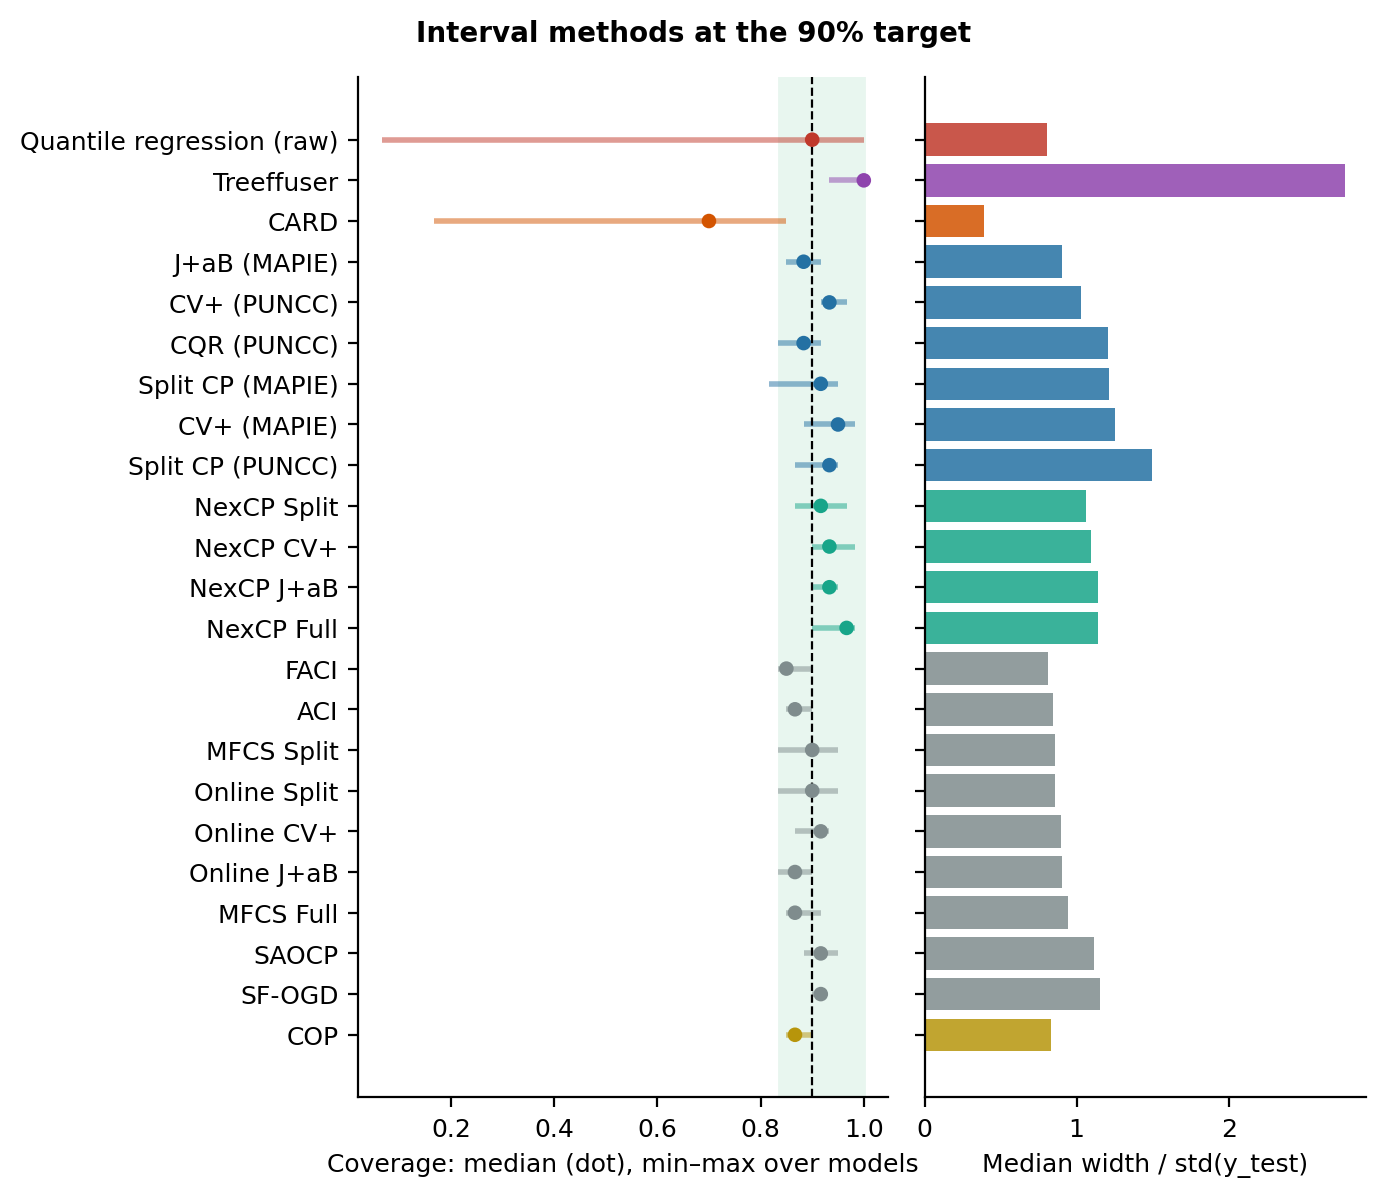 Interval methods at the 90% target
Quantile regression (raw)
Treeffuser
CARD
J+aB (MAPIE)
CV+ (PUNCC)
CQR (PUNCC)
Split CP (MAPIE)
CV+ (MAPIE)
Split CP (PUNCC)
NexCP Split
NexCP CV+
NexCP J+aB
NexCP Full
FACI
ACI
MFCS Split
Online Split
Online CV+
Online J+aB
MFCS Full
SAOCP
SF-OGD
COP
0.2 0.4 0.6 0.8 1.0
Coverage: median (dot), min–max over models
0 1 2
Median width / std(y_test)